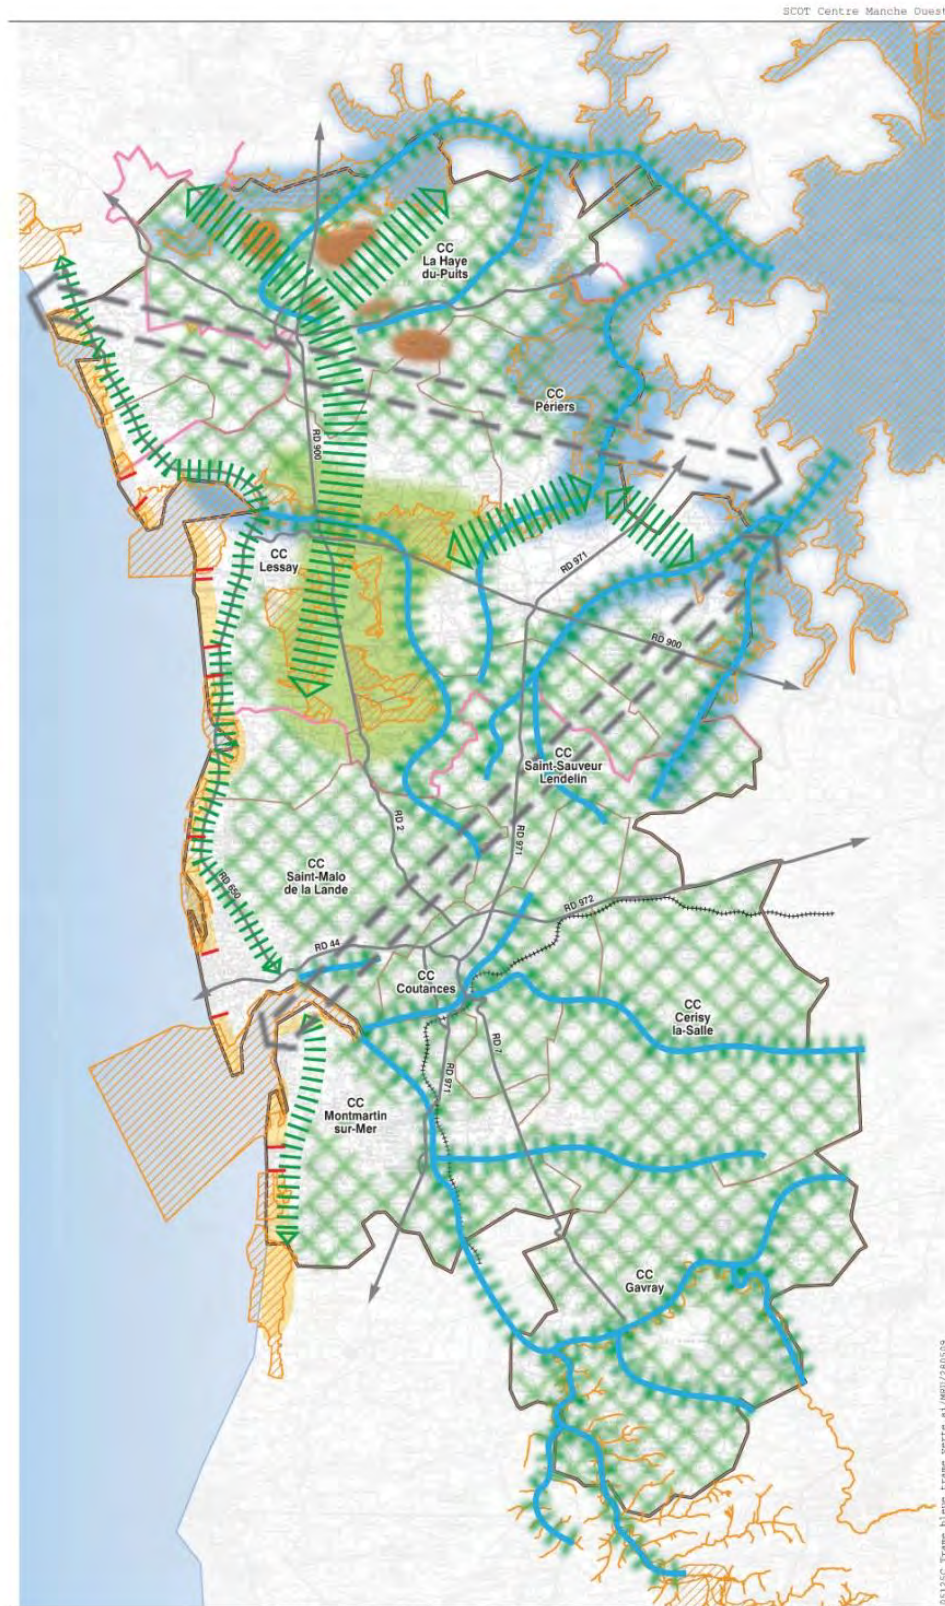 SCOT Centre Manche Ouest
CC
La Haye
du-Puits
CC
Périers
RD 900
CC
Lessay
RD 971
RD 900
CC
Saint-Sauveur
Lendelin
RD 2
RD 971
CC
Saint-Malo
de la Lande
RD 650
RD 972
RD 44
CC
Coutances
CC
Cerisy
la-Salle
RD 7
RD 971
CC
Montmartin
sur-Mer
CC
Gavray